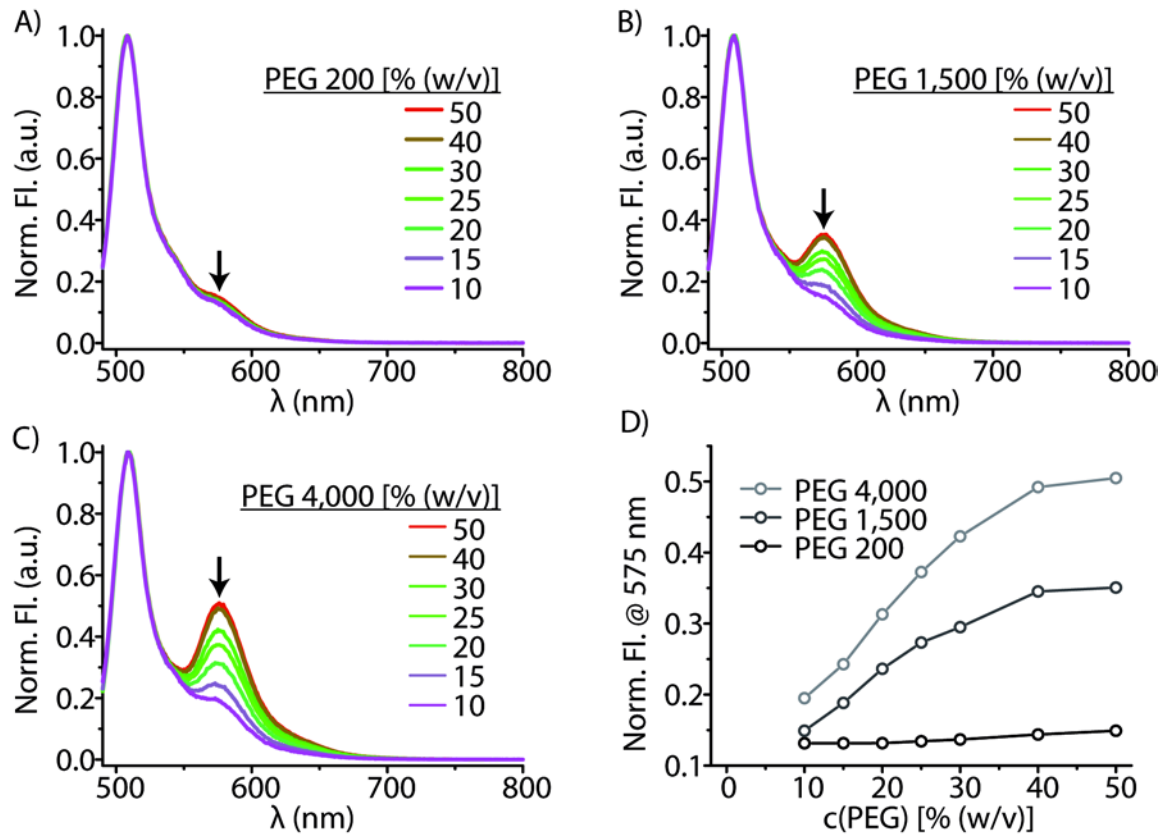 A)
Norm. Fl. (a.u.)
1.0
0.8
0.6
0.4
0.2
0.0
PEG 200 [% (w/v)]
50
40
30
25
20
15
10
500 600 700 800
λ (nm)
B)
Norm. Fl. (a.u.)
1.0
0.8
0.6
0.4
0.2
0.0
PEG 1,500 [% (w/v)]
50
40
30
25
20
15
10
500 600 700 800
λ (nm)
C)
Norm. Fl. (a.u.)
1.0
0.8
0.6
0.4
0.2
0.0
PEG 4,000 [% (w/v)]
50
40
30
25
20
15
10
500 600 700 800
λ (nm)
D)
Norm. Fl. @ 575 nm
0.5
0.4
0.3
0.2
0.1
PEG 4,000
PEG 1,500
PEG 200
0 10 20 30 40 50
c(PEG) [% (w/v)]